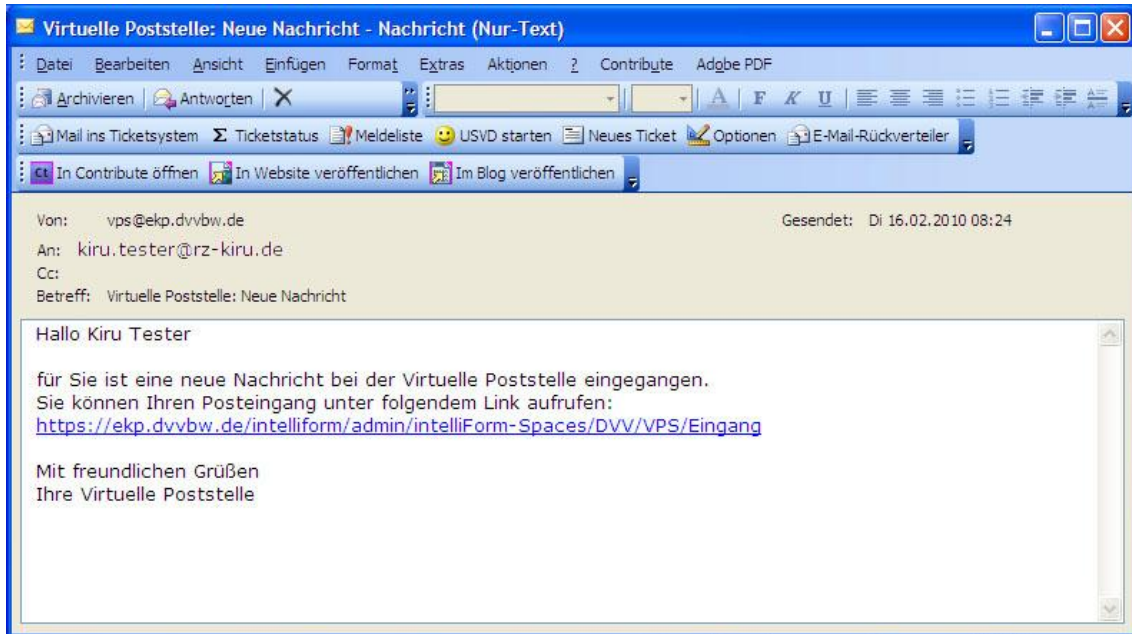 Virtuelle Poststelle: Neue Nachricht - Nachricht (Nur-Text)
Datei Bearbeiten Ansicht Einfügen Format Extras Aktionen ? Contribute Adobe PDF
Archivieren Antworten A F K U
Mail ins Ticketsystem Σ Ticketstatus Meldeliste USVD starten Neues Ticket Optionen E-Mail-Rückverteiler
Ct In Contribute öffnen In Website veröffentlichen Im Blog veröffentlichen
Von: vps@ekp.dvvbw.de Gesendet: Di 16.02.2010 08:24
An: kiru.tester@rz-kiru.de
Cc:
Betreff: Virtuelle Poststelle: Neue Nachricht
Hallo Kiru Tester
für Sie ist eine neue Nachricht bei der Virtuelle Poststelle eingegangen.
Sie können Ihren Posteingang unter folgendem Link aufrufen:
https://ekp.dvvbw.de/intelliform/admin/intelliForm-Spaces/DVV/VPS/Eingang
Mit freundlichen Grüßen
Ihre Virtuelle Poststelle